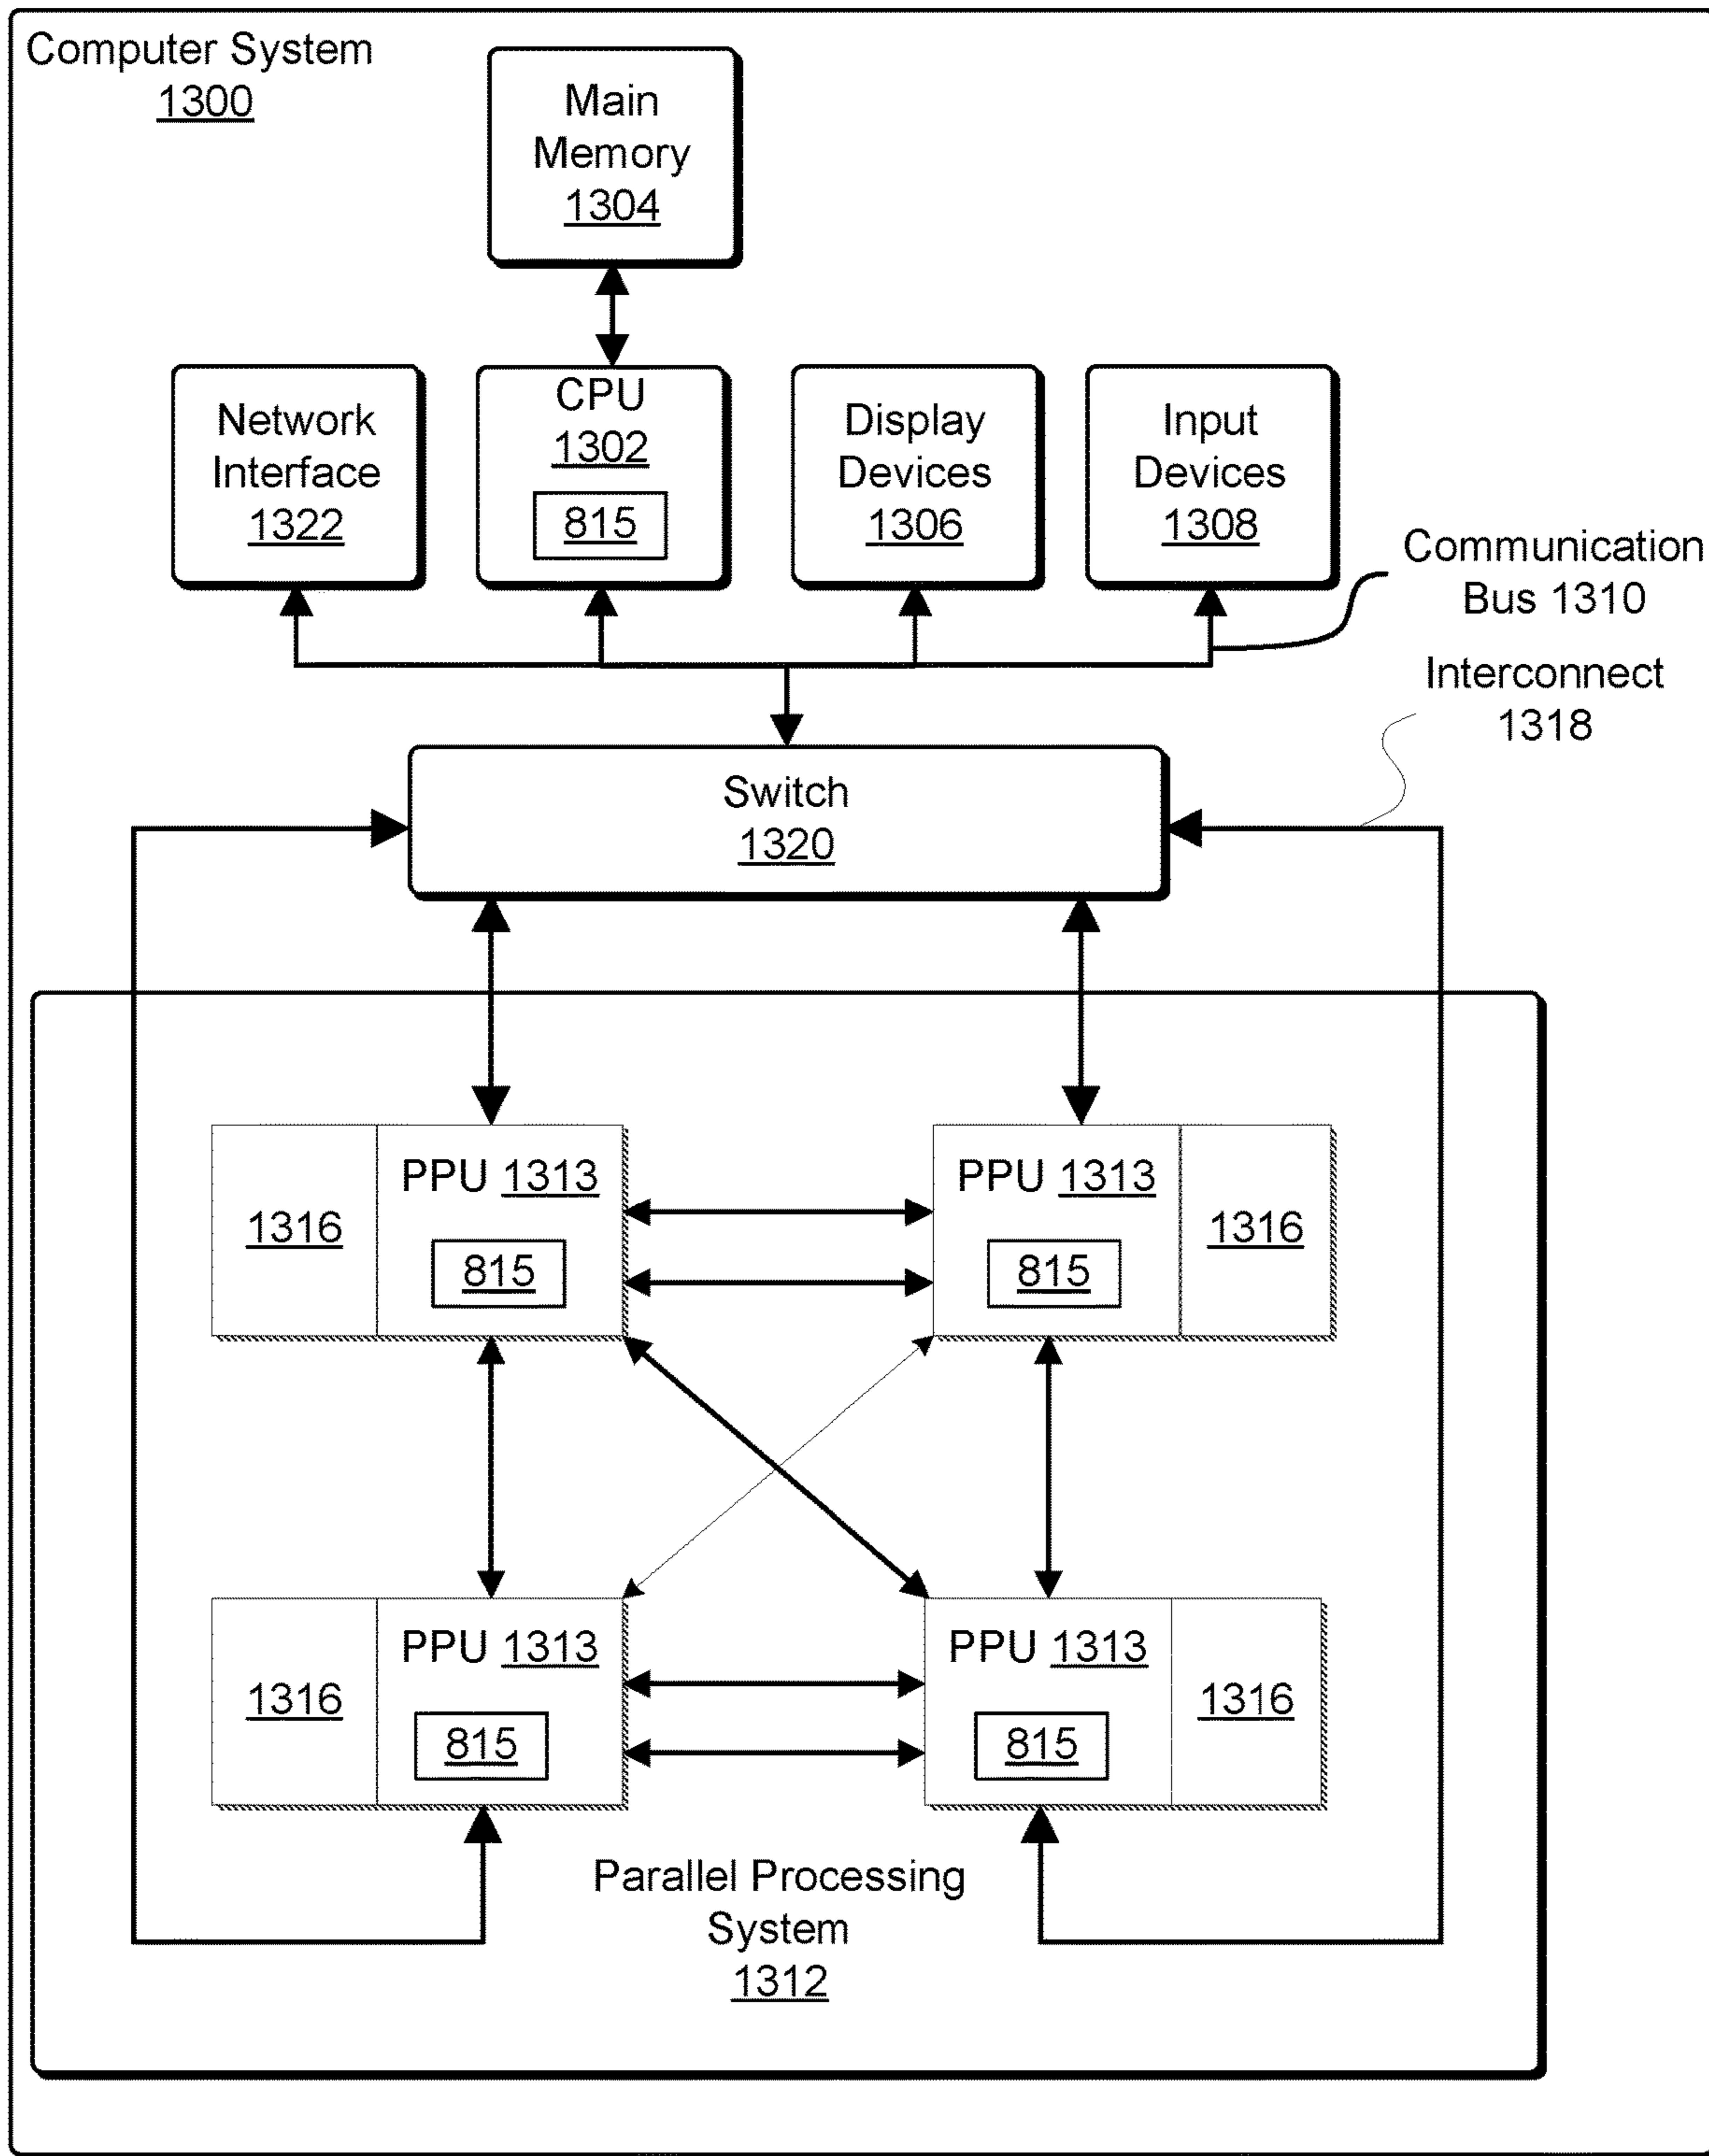 Computer System
1300
Main
Memory
1304
Network
Interface
1322
CPU
1302
815
Display
Devices
1306
Input
Devices
1308
Communication
Bus 1310
Interconnect
1318
Switch
1320
1316
PPU 1313
815
PPU 1313
815
1316
1316
PPU 1313
815
PPU 1313
815
1316
Parallel Processing
System
1312